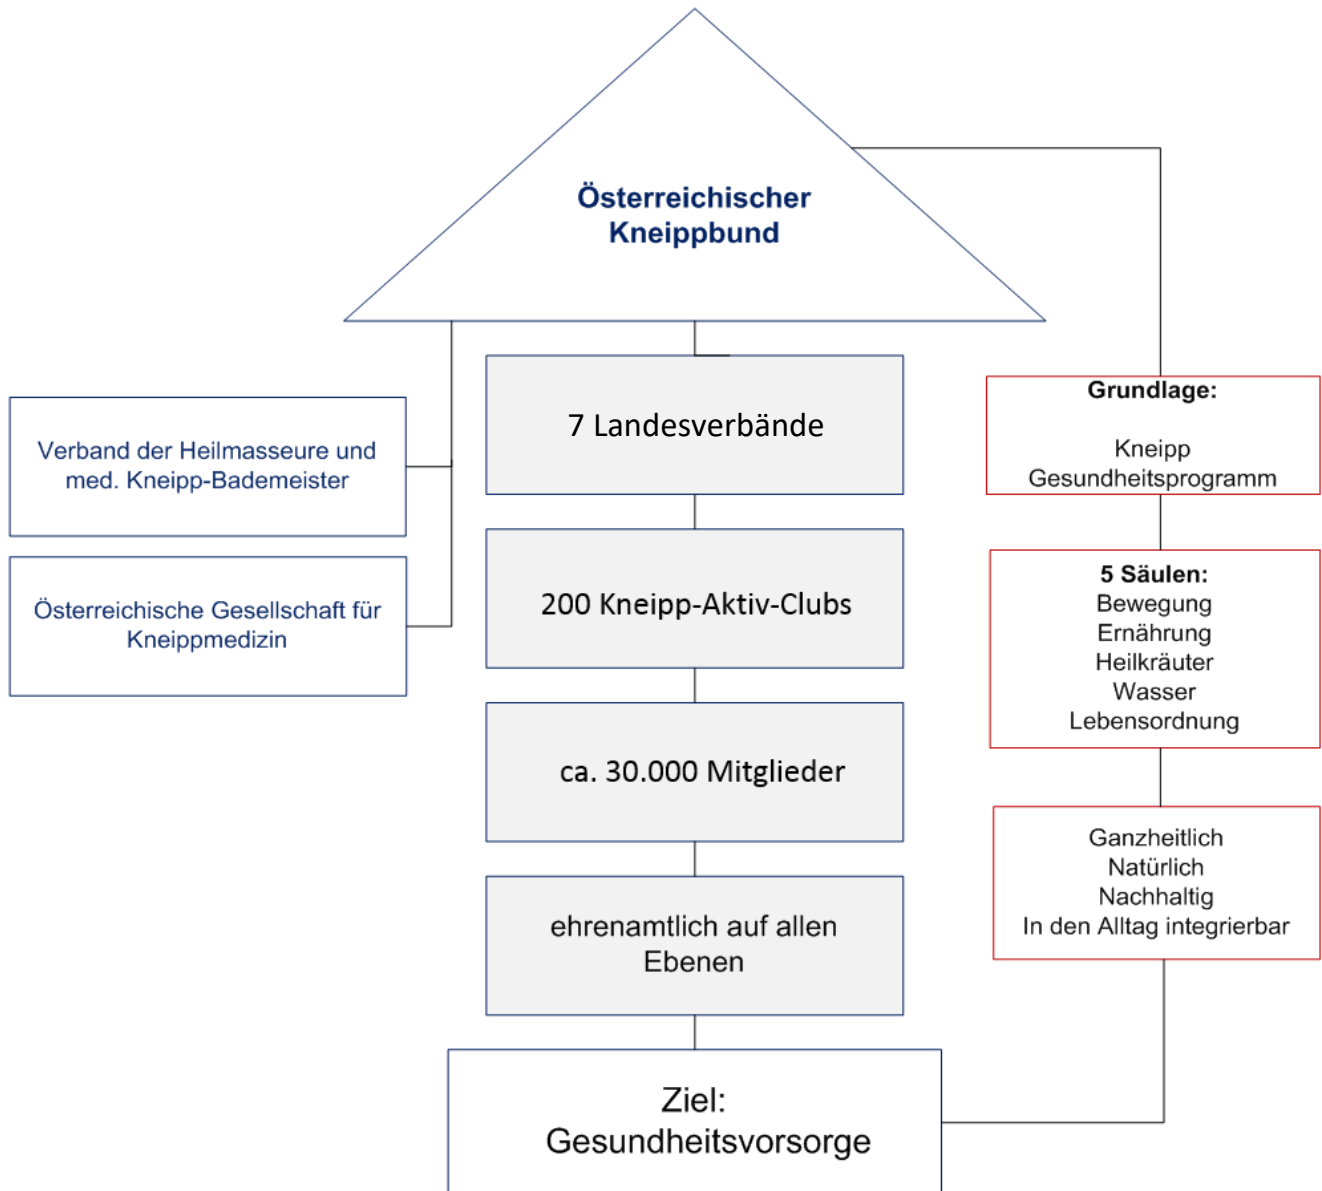 Österreichischer
Kneippbund
Verband der Heilmasseure und
med. Kneipp-Bademeister
Österreichische Gesellschaft für
Kneippmedizin
7 Landesverbände
200 Kneipp-Aktiv-Clubs
ca. 30.000 Mitglieder
ehrenamtlich auf allen
Ebenen
Grundlage:
Kneipp
Gesundheitsprogramm
5 Säulen:
Bewegung
Ernährung
Heilkräuter
Wasser
Lebensordnung
Ganzheitlich
Natürlich
Nachhaltig
In den Alltag integrierbar
Ziel:
Gesundheitsvorsorge